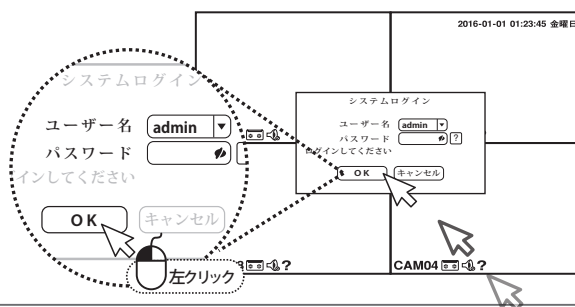 2016-01-01 01:23:45 金曜日
システムログイン
ユーザー名 admin
パスワード
インしてください
OK キャンセル
左クリック
システムログイン
ユーザー名 admin
パスワード ?
ログインしてください
OK キャンセル
?
CAM04 ?